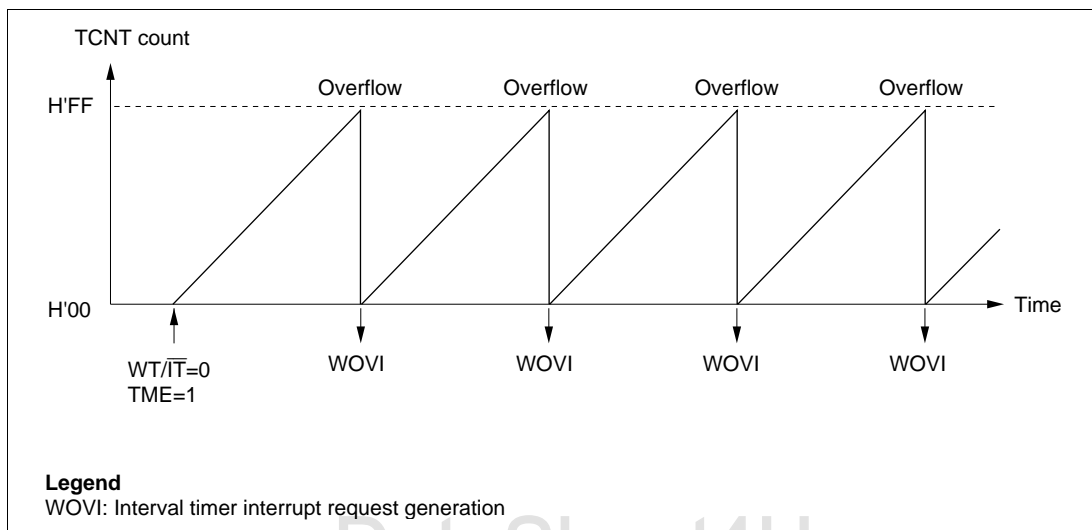 TCNT count
Overflow Overflow Overflow Overflow
H'FF
H'00
Time
WT/I̅T̅=0
TME=1
WOVI WOVI WOVI WOVI
Legend
WOVI: Interval timer interrupt request generation